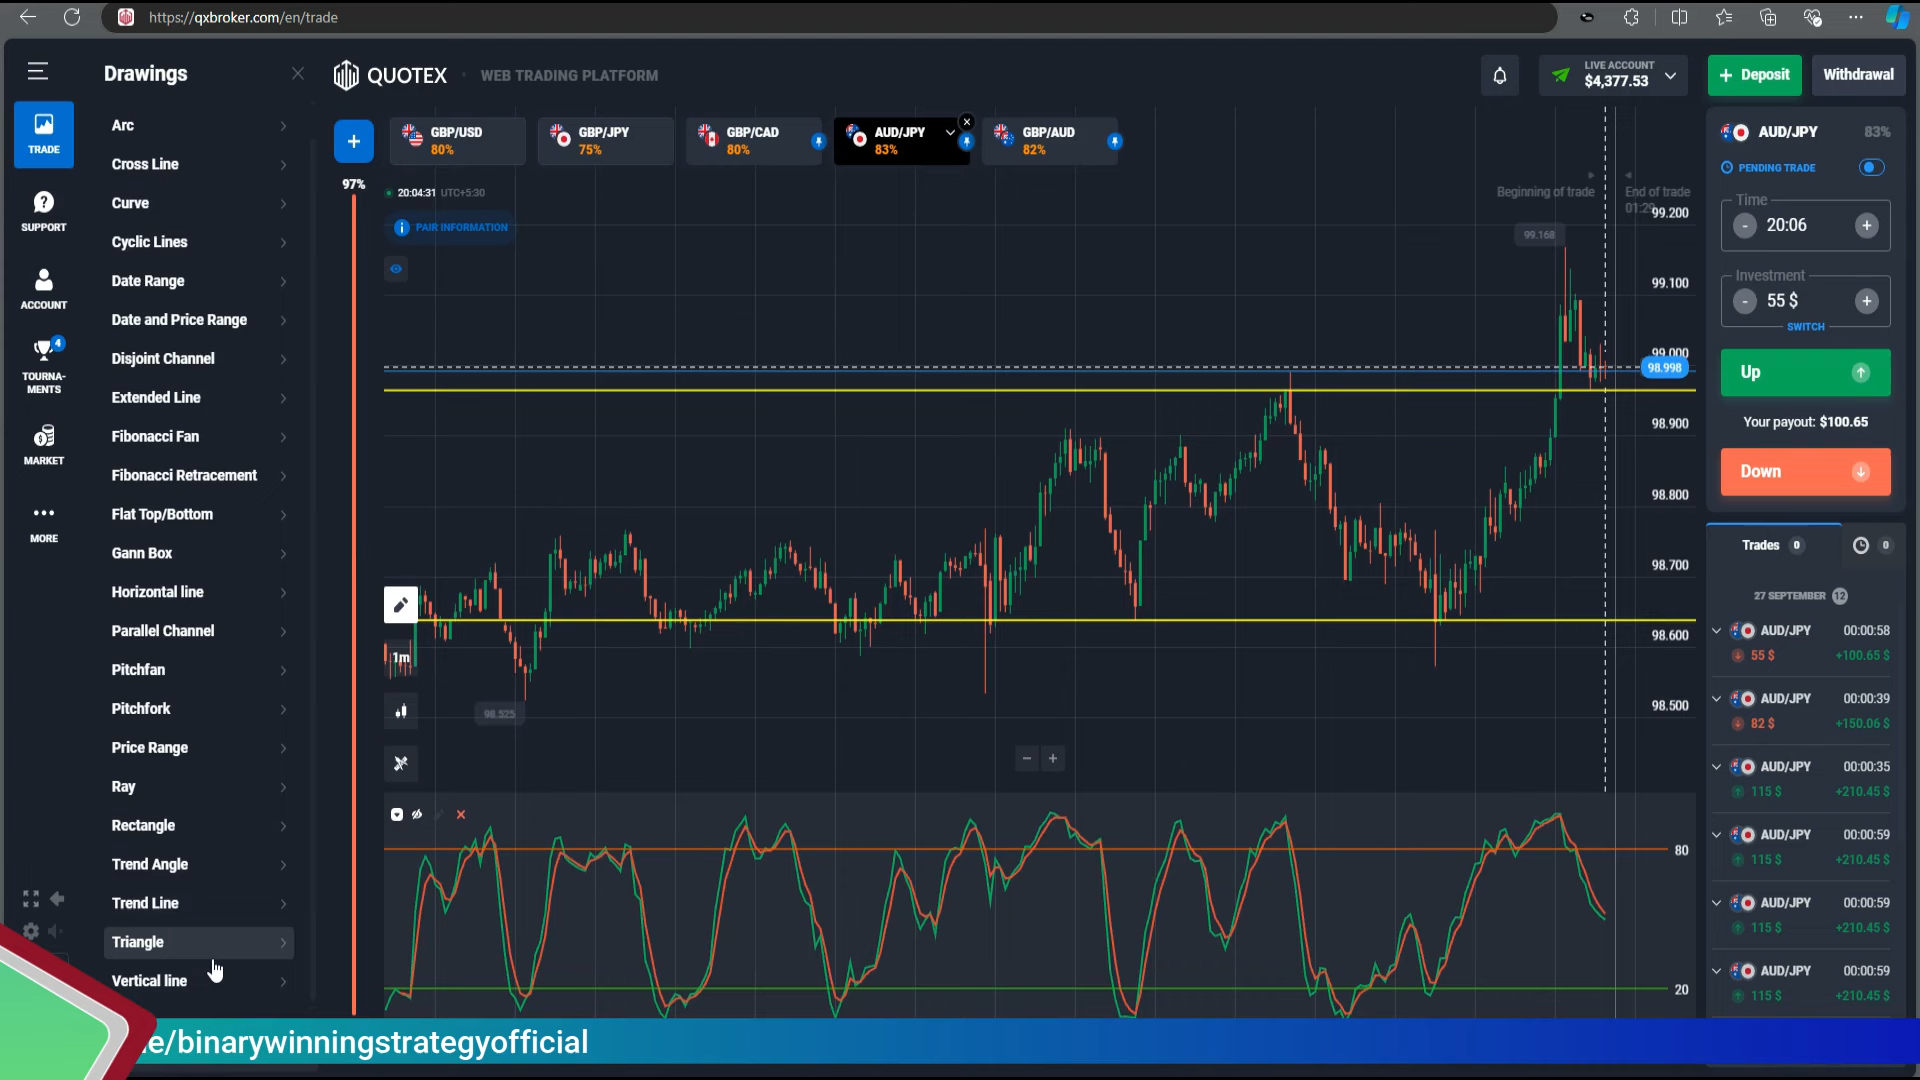 https://qxbroker.com/en/trade
Drawings
QUOTEX
WEB TRADING PLATFORM
LIVE ACCOUNT
$4,377.53
+ Deposit
Withdrawal
TRADE
SUPPORT
ACCOUNT
4
TOURNA-
MENTS
MARKET
MORE
Arc
Cross Line
Curve
Cyclic Lines
Date Range
Date and Price Range
Disjoint Channel
Extended Line
Fibonacci Fan
Fibonacci Retracement
Flat Top/Bottom
Gann Box
Horizontal line
Parallel Channel
Pitchfan
Pitchfork
Price Range
Ray
Rectangle
Trend Angle
Trend Line
Triangle
Vertical line
+
GBP/USD
80%
GBP/JPY
75%
GBP/CAD
80%
AUD/JPY
83%
GBP/AUD
82%
97%
20:04:31 UTC+5:30
PAIR INFORMATION
Beginning of trade
End of trade
01:29
99.168
99.200
99.100
99.000
98.998
98.900
98.800
98.700
98.600
98.500
98.525
1m
- +
80
20
AUD/JPY
83%
PENDING TRADE
Time
- 20:06 +
Investment
- 55 $ +
SWITCH
Up
Your payout: $100.65
Down
Trades 0
0
27 SEPTEMBER 12
AUD/JPY 00:00:58
55 $ +100.65 $
AUD/JPY 00:00:39
82 $ +150.06 $
AUD/JPY 00:00:35
115 $ +210.45 $
AUD/JPY 00:00:59
115 $ +210.45 $
AUD/JPY 00:00:59
115 $ +210.45 $
AUD/JPY 00:00:59
115 $ +210.45 $
e/binarywinningstrategyofficial